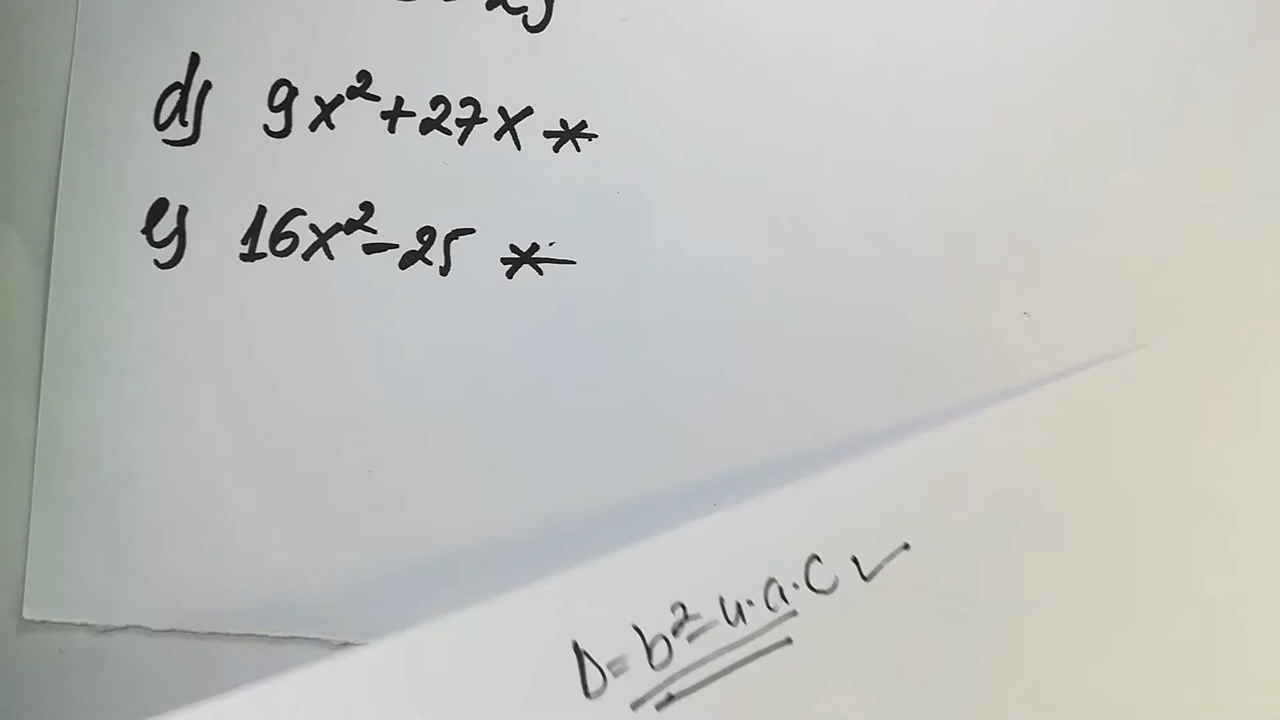 d) 9x²+27x *
e) 16x²-25 *
D=b²-4·a·c ✓